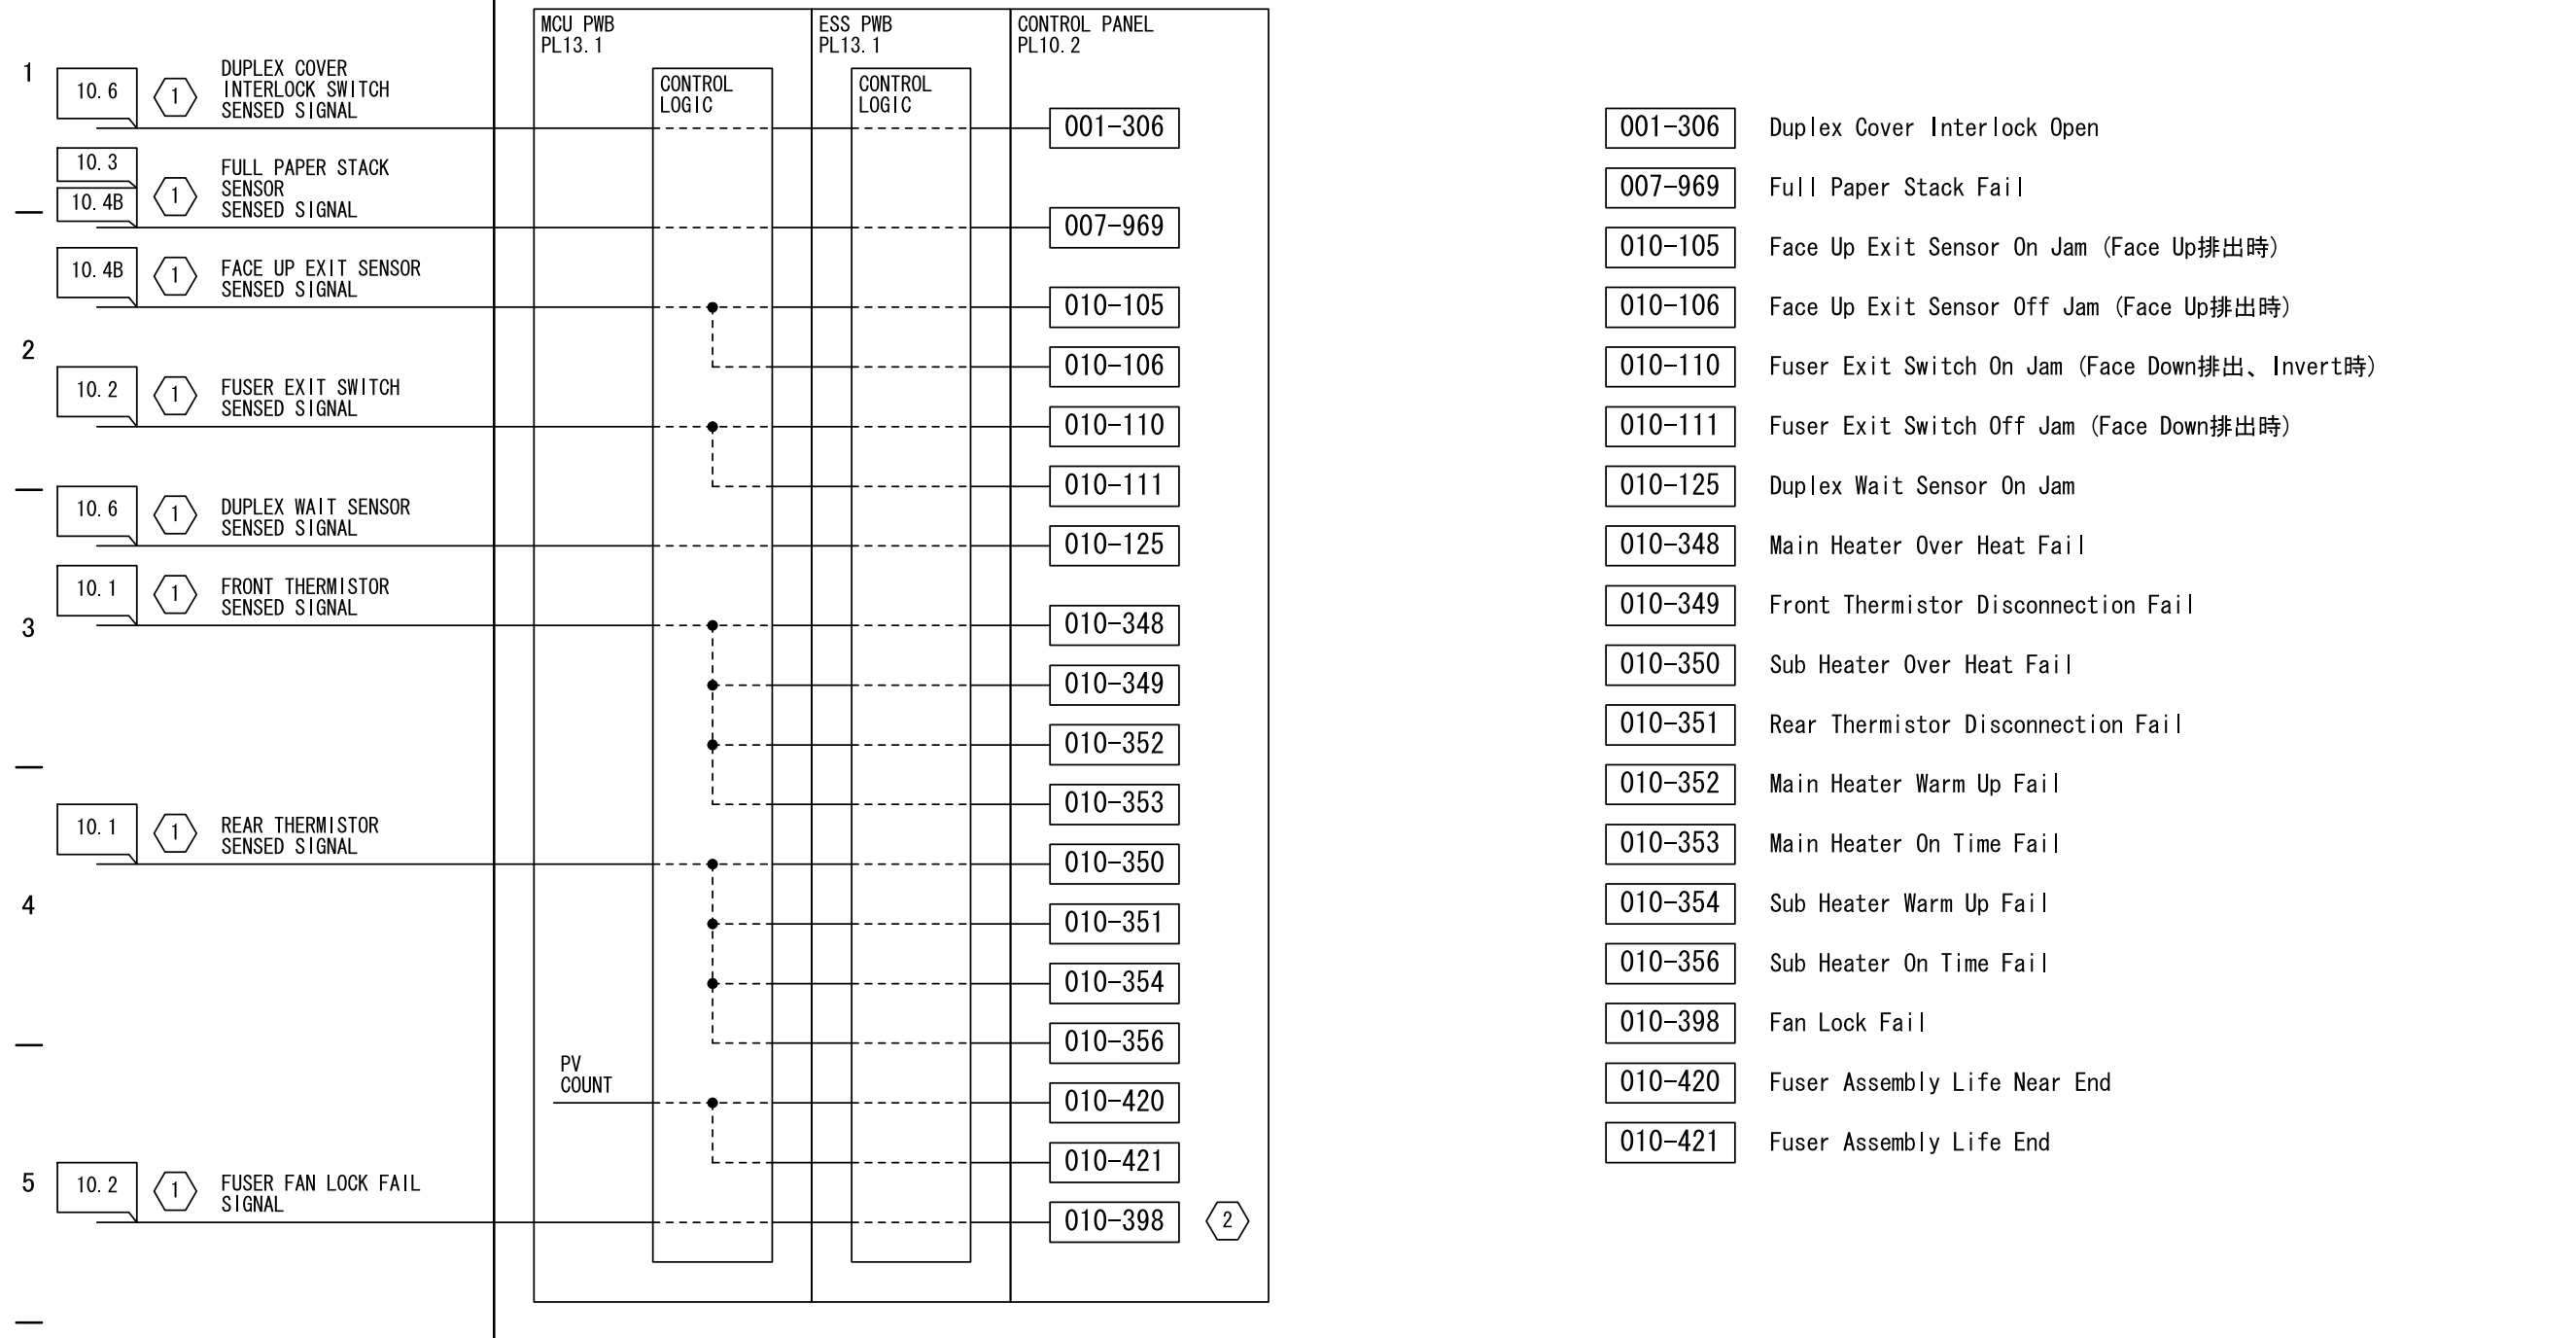 MCU PWB
PL13.1
ESS PWB
PL13.1
CONTROL PANEL
PL10.2
CONTROL
LOGIC
CONTROL
LOGIC
1
10.6
1
DUPLEX COVER
INTERLOCK SWITCH
SENSED SIGNAL
001-306
10.3
10.4B
1
FULL PAPER STACK
SENSOR
SENSED SIGNAL
007-969
10.4B
1
FACE UP EXIT SENSOR
SENSED SIGNAL
010-105
2
010-106
10.2
1
FUSER EXIT SWITCH
SENSED SIGNAL
010-110
010-111
10.6
1
DUPLEX WAIT SENSOR
SENSED SIGNAL
010-125
10.1
1
FRONT THERMISTOR
SENSED SIGNAL
3
010-348
010-349
010-352
010-353
10.1
1
REAR THERMISTOR
SENSED SIGNAL
010-350
4
010-351
010-354
010-356
PV
COUNT
010-420
010-421
5
10.2
1
FUSER FAN LOCK FAIL
SIGNAL
010-398
2
001-306 Duplex Cover Interlock Open
007-969 Full Paper Stack Fail
010-105 Face Up Exit Sensor On Jam (Face Up排出時)
010-106 Face Up Exit Sensor Off Jam (Face Up排出時)
010-110 Fuser Exit Switch On Jam (Face Down排出、Invert時)
010-111 Fuser Exit Switch Off Jam (Face Down排出時)
010-125 Duplex Wait Sensor On Jam
010-348 Main Heater Over Heat Fail
010-349 Front Thermistor Disconnection Fail
010-350 Sub Heater Over Heat Fail
010-351 Rear Thermistor Disconnection Fail
010-352 Main Heater Warm Up Fail
010-353 Main Heater On Time Fail
010-354 Sub Heater Warm Up Fail
010-356 Sub Heater On Time Fail
010-398 Fan Lock Fail
010-420 Fuser Assembly Life Near End
010-421 Fuser Assembly Life End